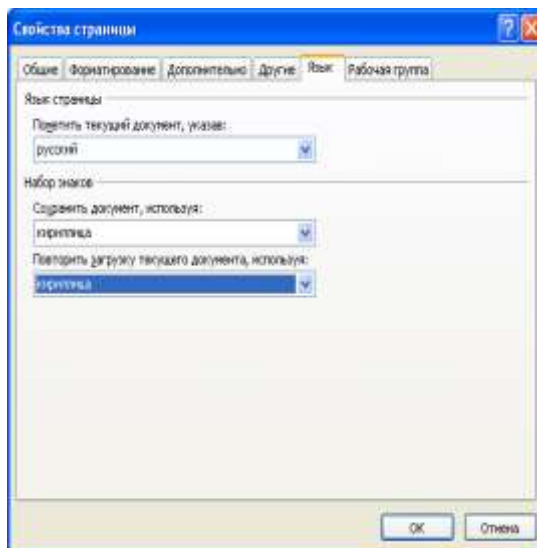 Свойства страницы
Общие Форматирование Дополнительно Другие Язык Рабочая группа
Язык страницы
Пометить текущий документ, указав:
русский
Набор знаков
Сохранить документ, используя:
кириллица
Повторить загрузку текущего документа, используя:
кириллица
ОК Отмена